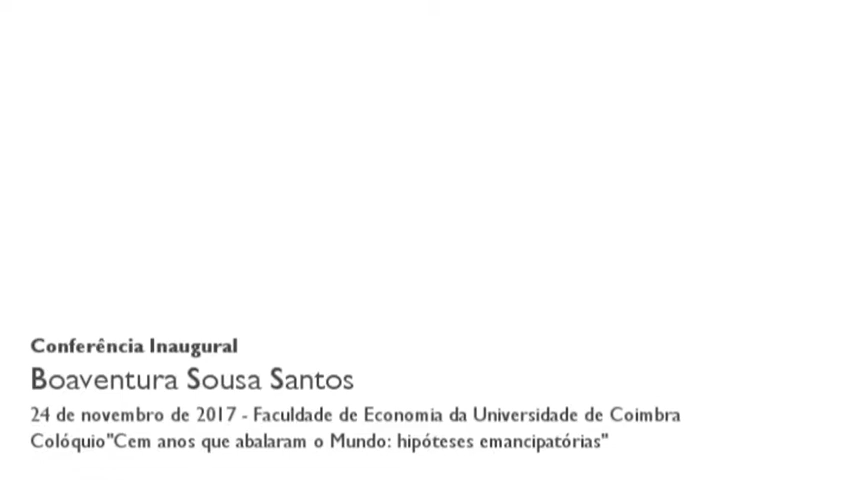 Conferência Inaugural
Boaventura Sousa Santos
24 de novembro de 2017 - Faculdade de Economia da Universidade de Coimbra
Colóquio"Cem anos que abalaram o Mundo: hipóteses emancipatórias"